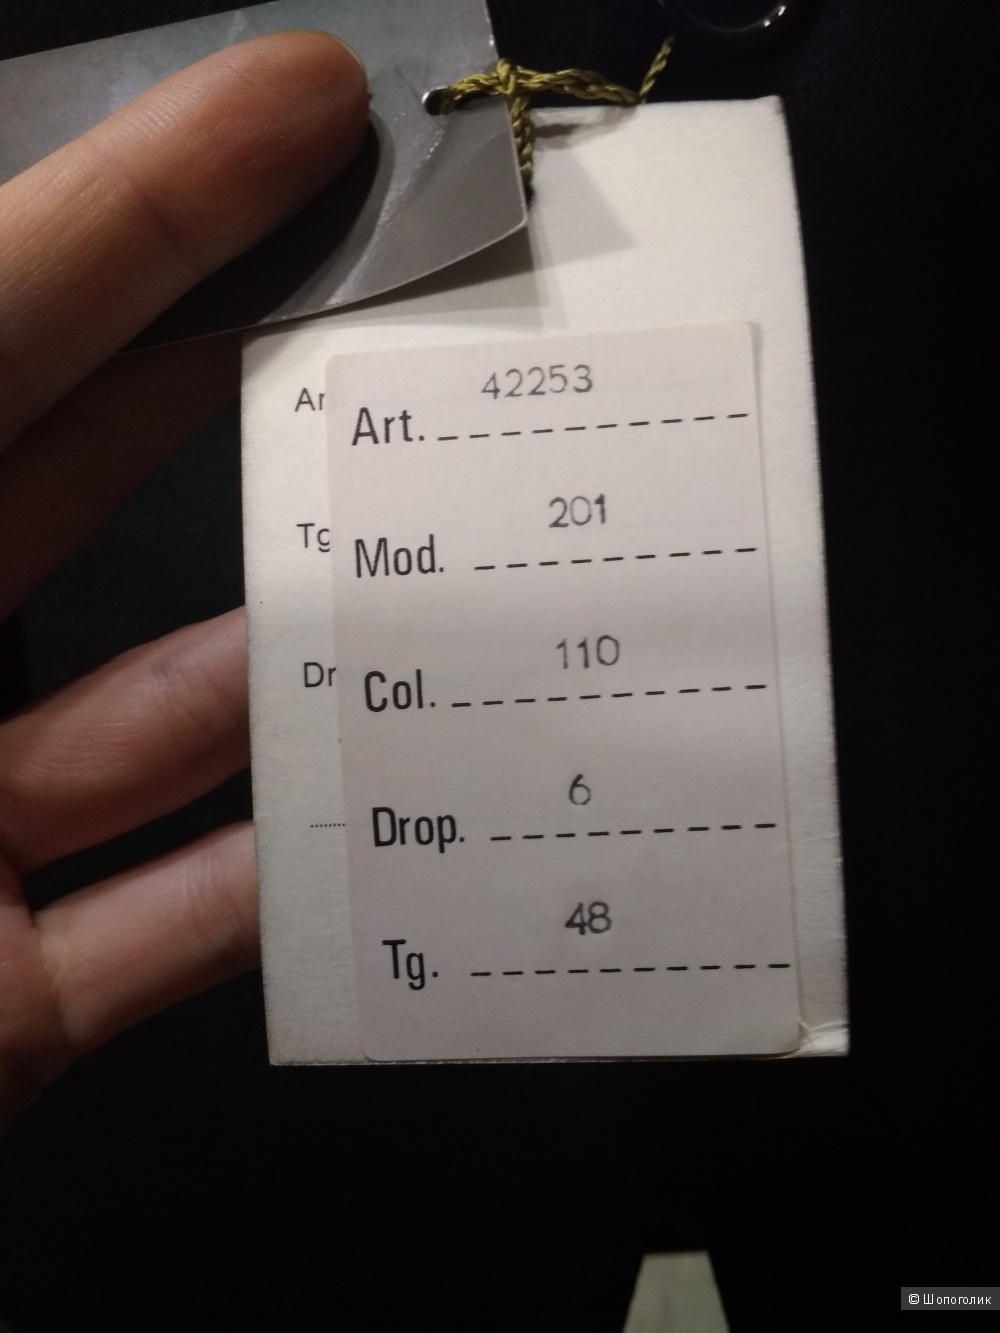 Ar
Tg
Dr
42253
Art.
201
Mod.
110
Col.
6
Drop.
48
Tg.
© Шопоголик